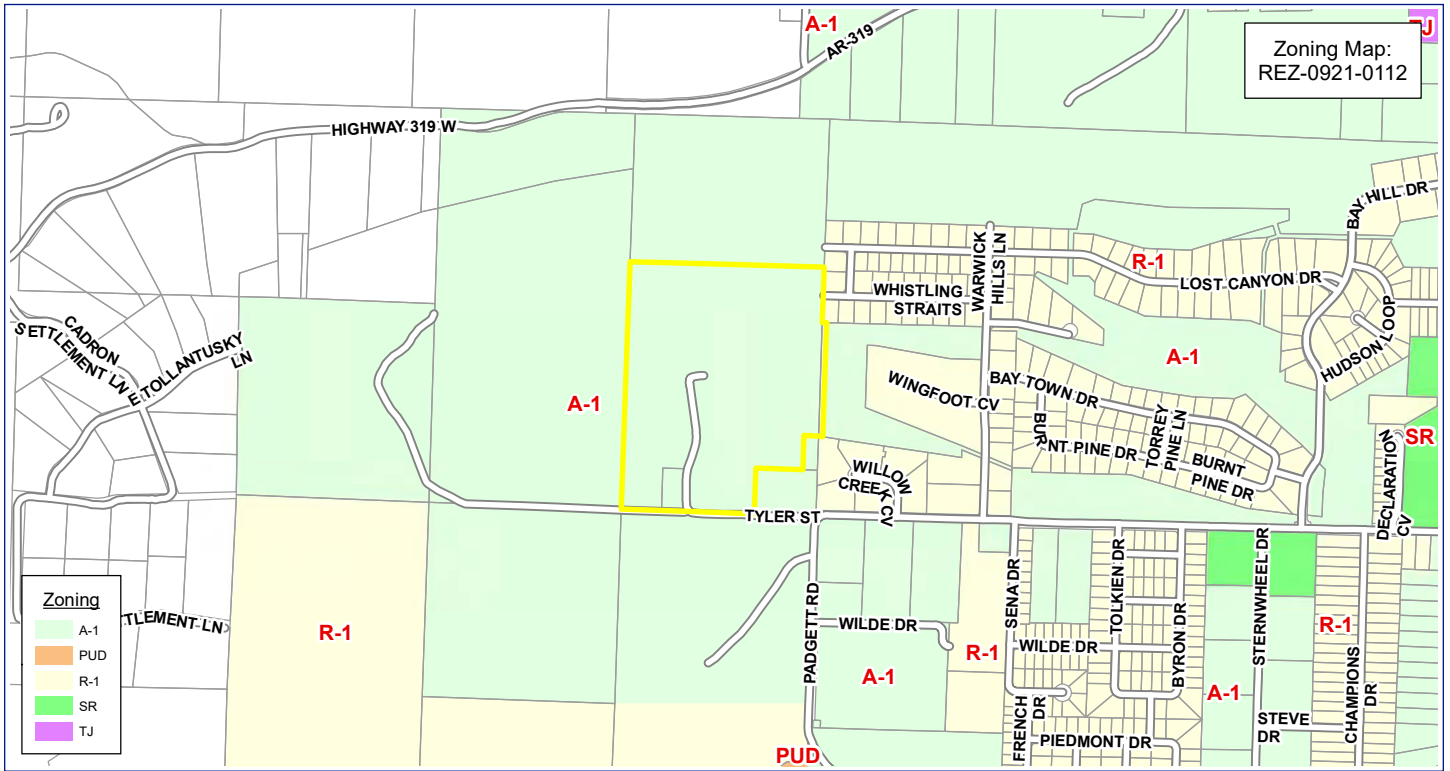 A-1
AR-319
TJ
Zoning Map:
REZ-0921-0112
HIGHWAY 319 W
BAY HILL DR
WARWICK
HILLS LN
R-1
LOST CANYON DR
WHISTLING
STRAITS
HUDSON LOOP
CADRON
SETTLEMENT LN
E TOLLANTUSKY
LN
A-1
A-1
WINGFOOT CV
BAY TOWN DR
TORREY
PINE LN
BURNT PINE DR
BURNT
PINE DR
SR
DECLARATION
CV
WILLOW
CREEK CV
TYLER ST
Zoning
A-1
PUD
R-1
SR
TJ
TLEMENT LN
R-1
PADGETT RD
WILDE DR
A-1
R-1
SENA DR
TOLKIEN DR
BYRON DR
WILDE DR
STERNWHEEL DR
R-1
A-1
CHAMPIONS
DR
FRENCH
DR
PIEDMONT DR
STEVE
DR
PUD